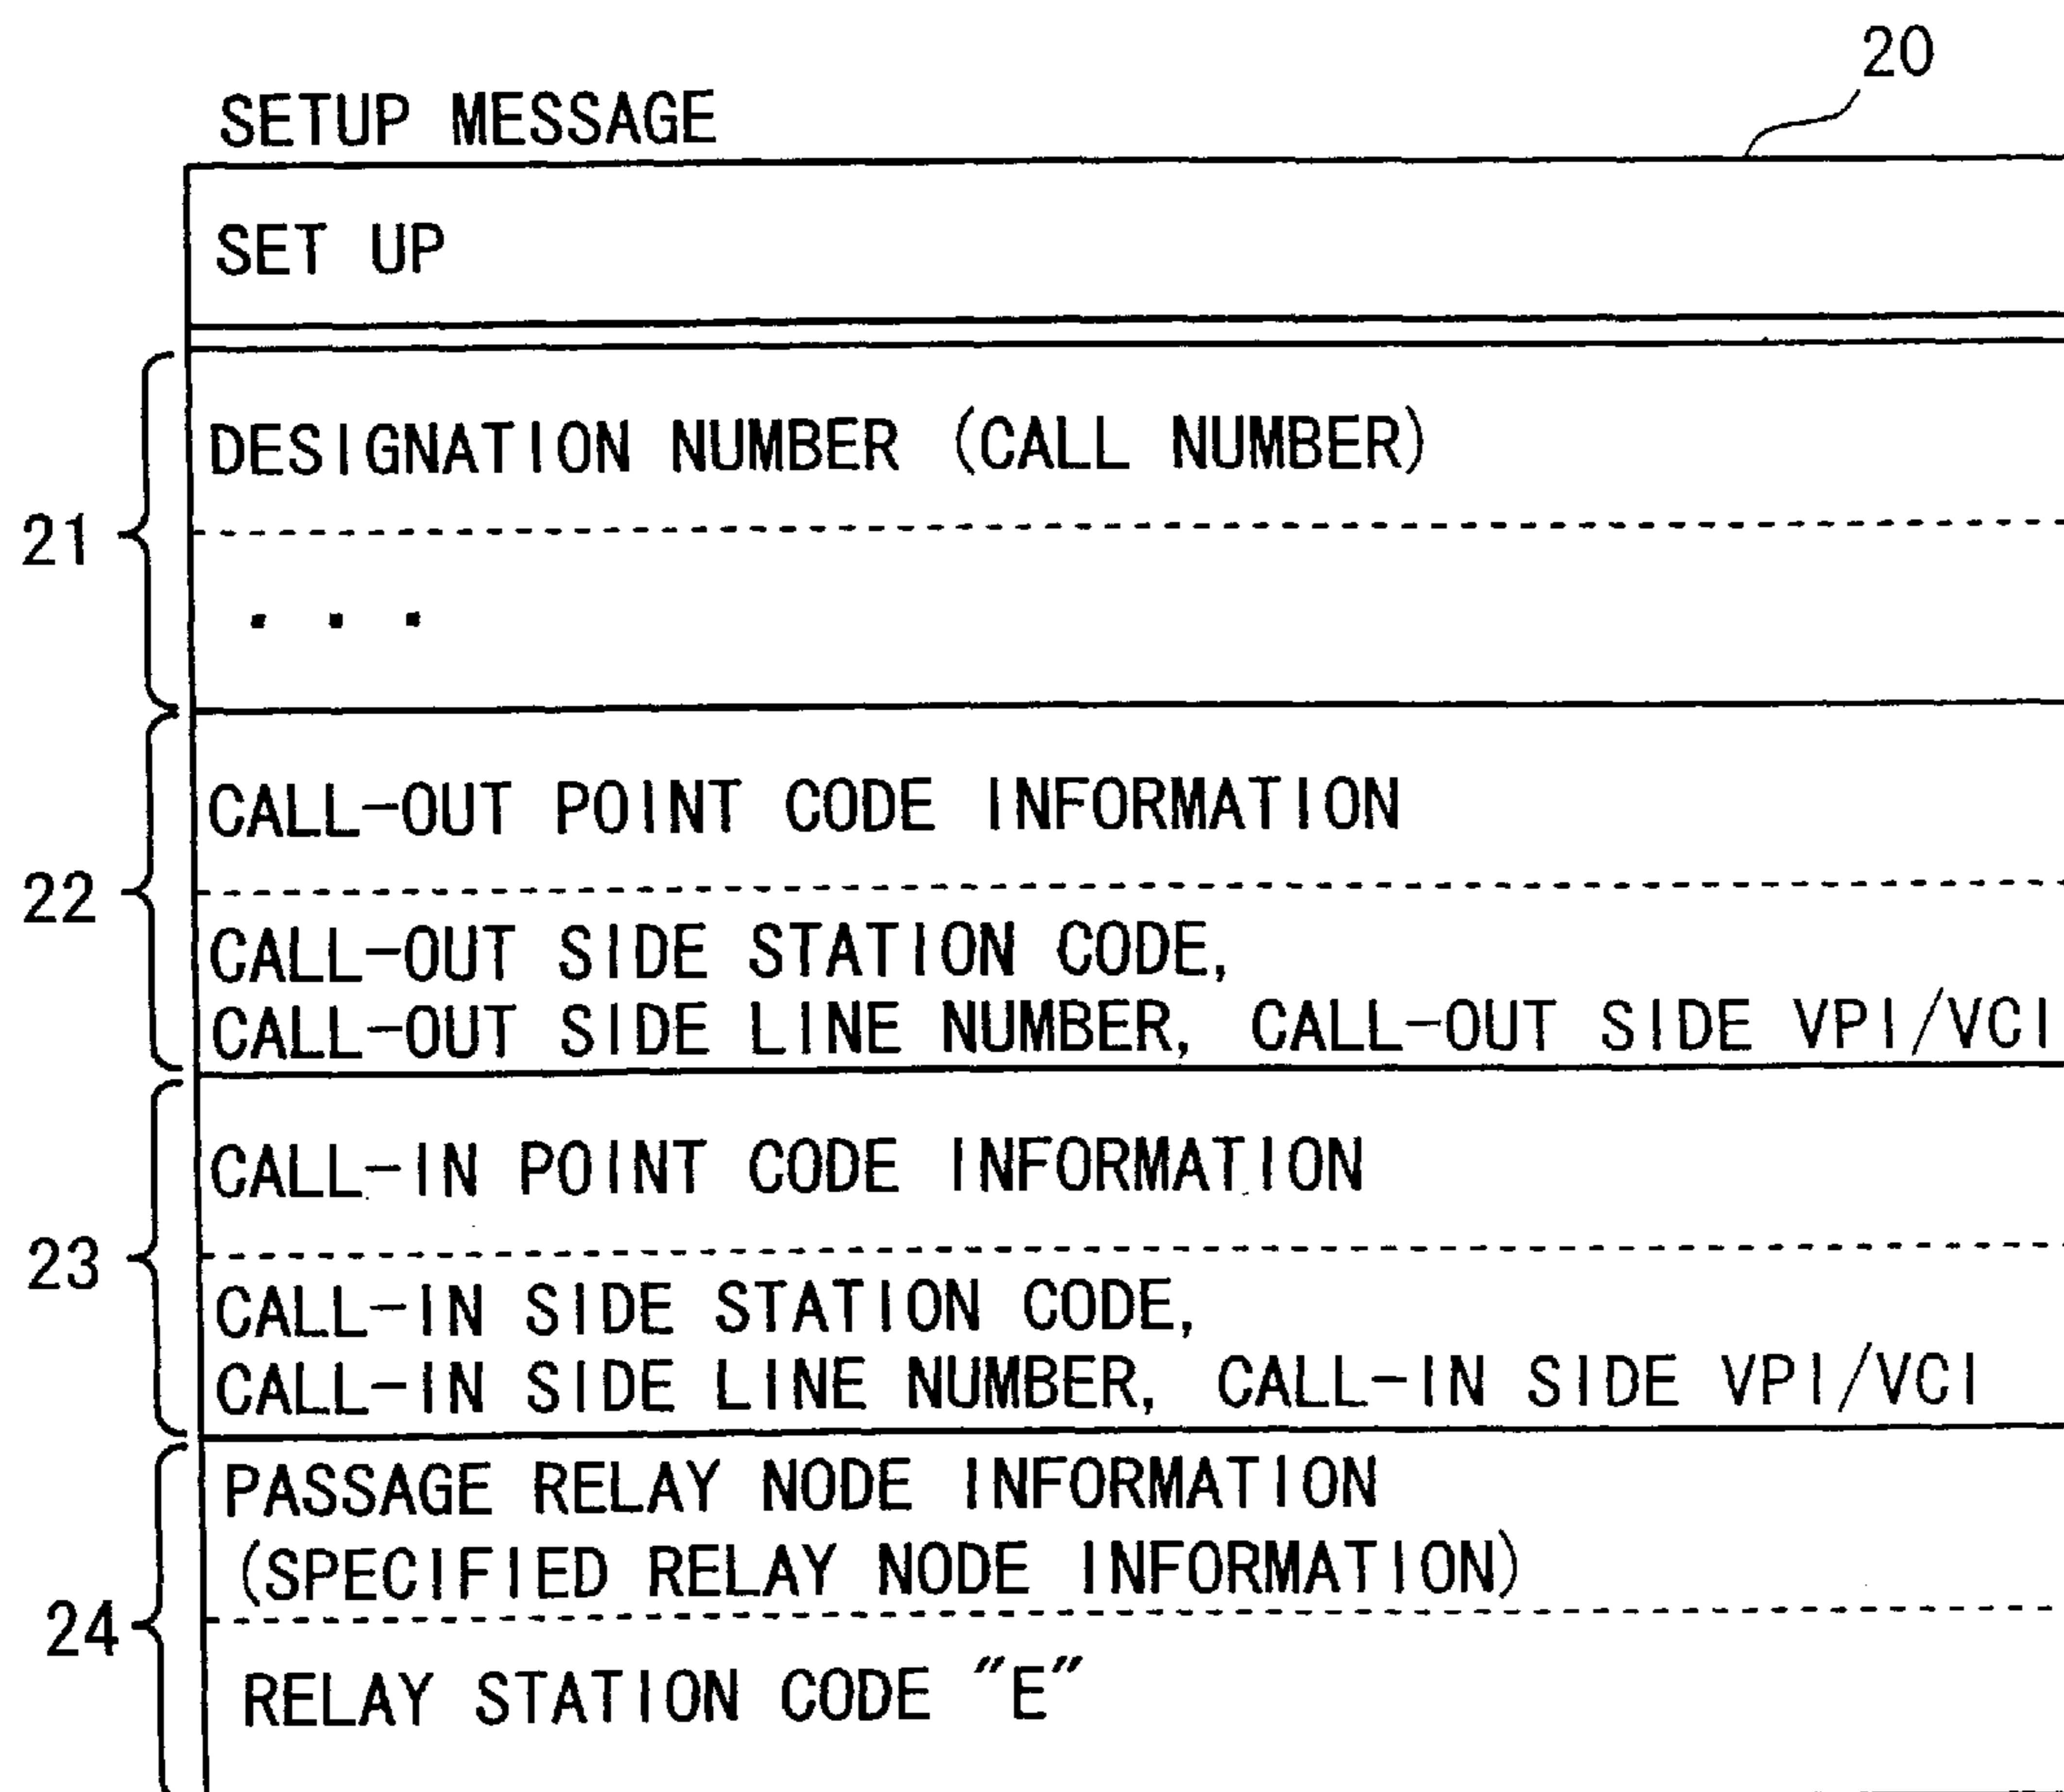 20
SETUP MESSAGE
SET UP
21
DESIGNATION NUMBER (CALL NUMBER)
. . .
22
CALL-OUT POINT CODE INFORMATION
CALL-OUT SIDE STATION CODE,
CALL-OUT SIDE LINE NUMBER, CALL-OUT SIDE VPI/VCI
23
CALL-IN POINT CODE INFORMATION
CALL-IN SIDE STATION CODE,
CALL-IN SIDE LINE NUMBER, CALL-IN SIDE VPI/VCI
24
PASSAGE RELAY NODE INFORMATION
(SPECIFIED RELAY NODE INFORMATION)
RELAY STATION CODE "E"